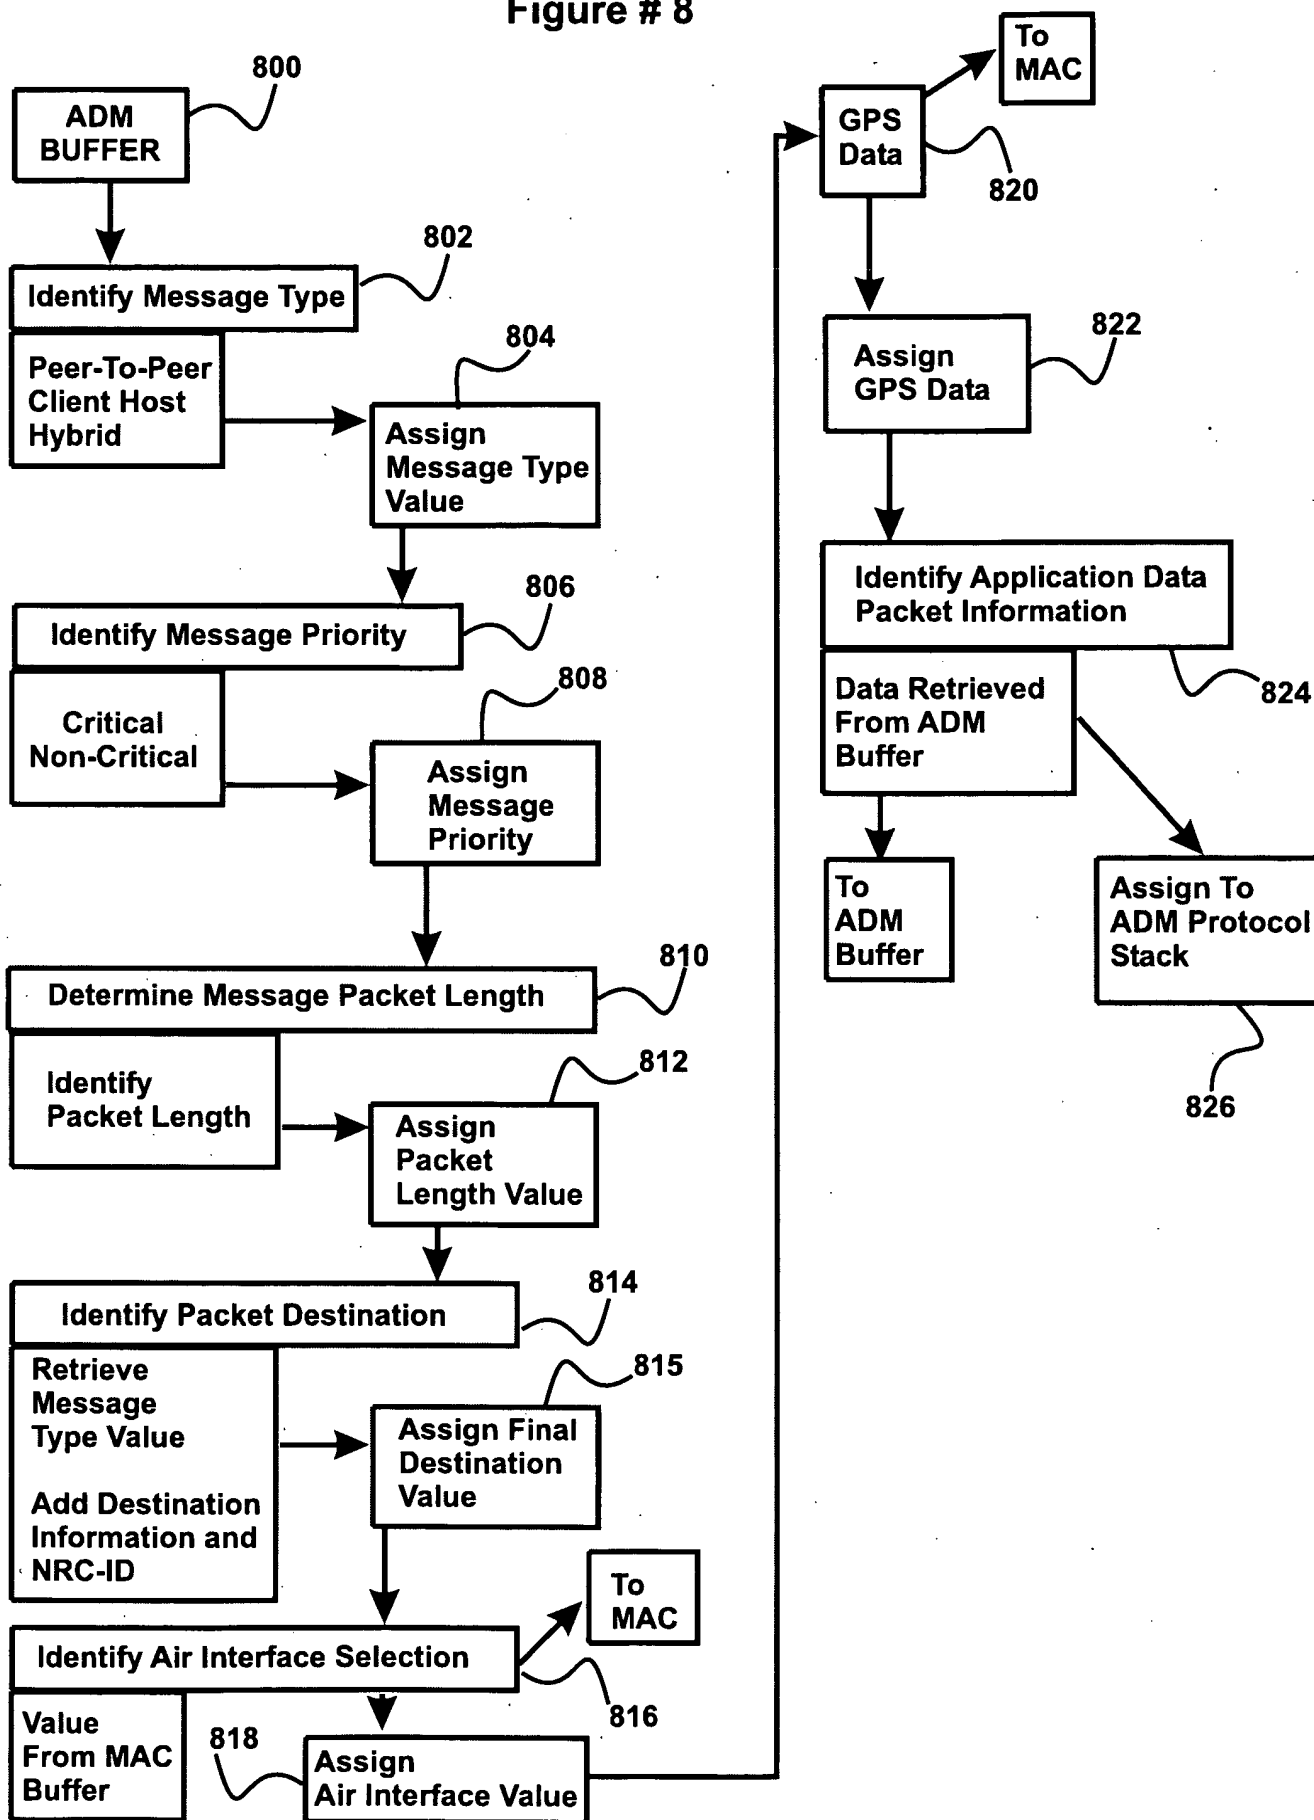 Figure # 8
800
ADM
BUFFER
802
Identify Message Type
Peer-To-Peer
Client Host
Hybrid
804
Assign
Message Type
Value
806
Identify Message Priority
Critical
Non-Critical
808
Assign
Message
Priority
810
Determine Message Packet Length
Identify
Packet Length
812
Assign
Packet
Length Value
814
Identify Packet Destination
Retrieve
Message
Type Value
Add Destination
Information and
NRC-ID
815
Assign Final
Destination
Value
To
MAC
Identify Air Interface Selection
816
Value
From MAC
Buffer
818
Assign
Air Interface Value
To
MAC
GPS
Data
820
822
Assign
GPS Data
Identify Application Data
Packet Information
824
Data Retrieved
From ADM
Buffer
To
ADM
Buffer
Assign To
ADM Protocol
Stack
826